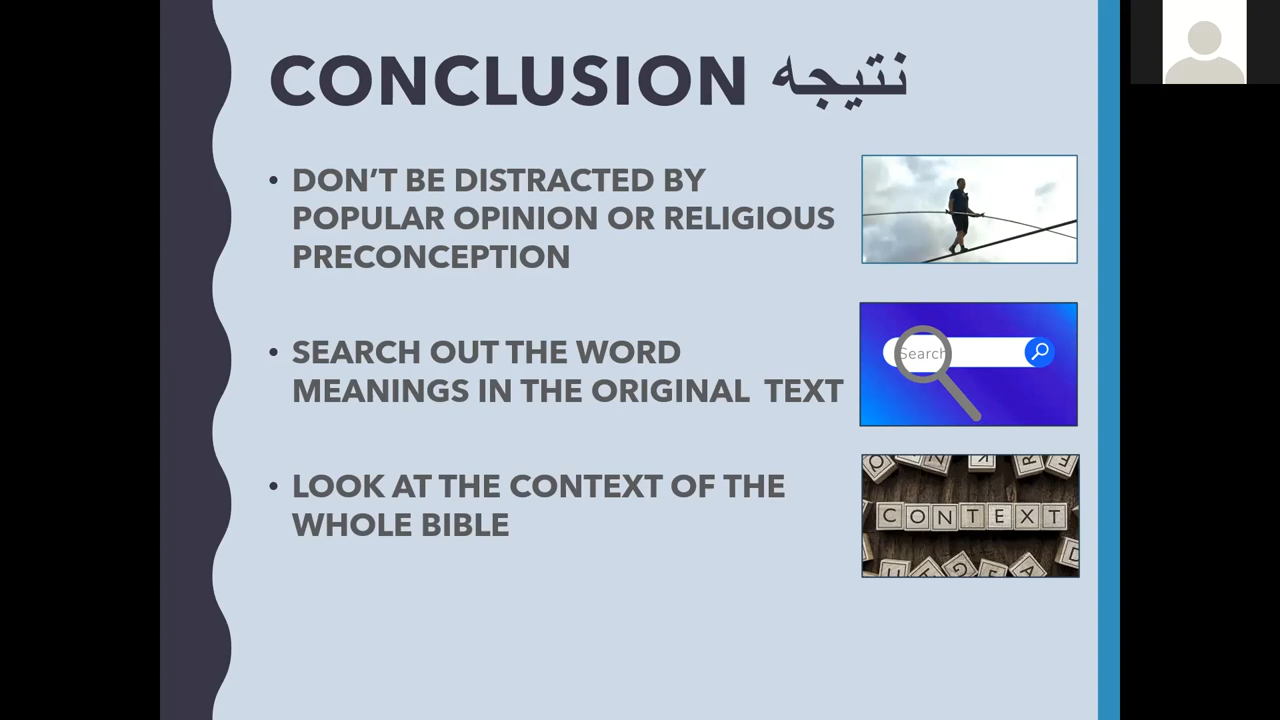 CONCLUSION نتیجه
• DON'T BE DISTRACTED BY
POPULAR OPINION OR RELIGIOUS
PRECONCEPTION
• SEARCH OUT THE WORD
MEANINGS IN THE ORIGINAL TEXT
Search
• LOOK AT THE CONTEXT OF THE
WHOLE BIBLE
CONTEXT